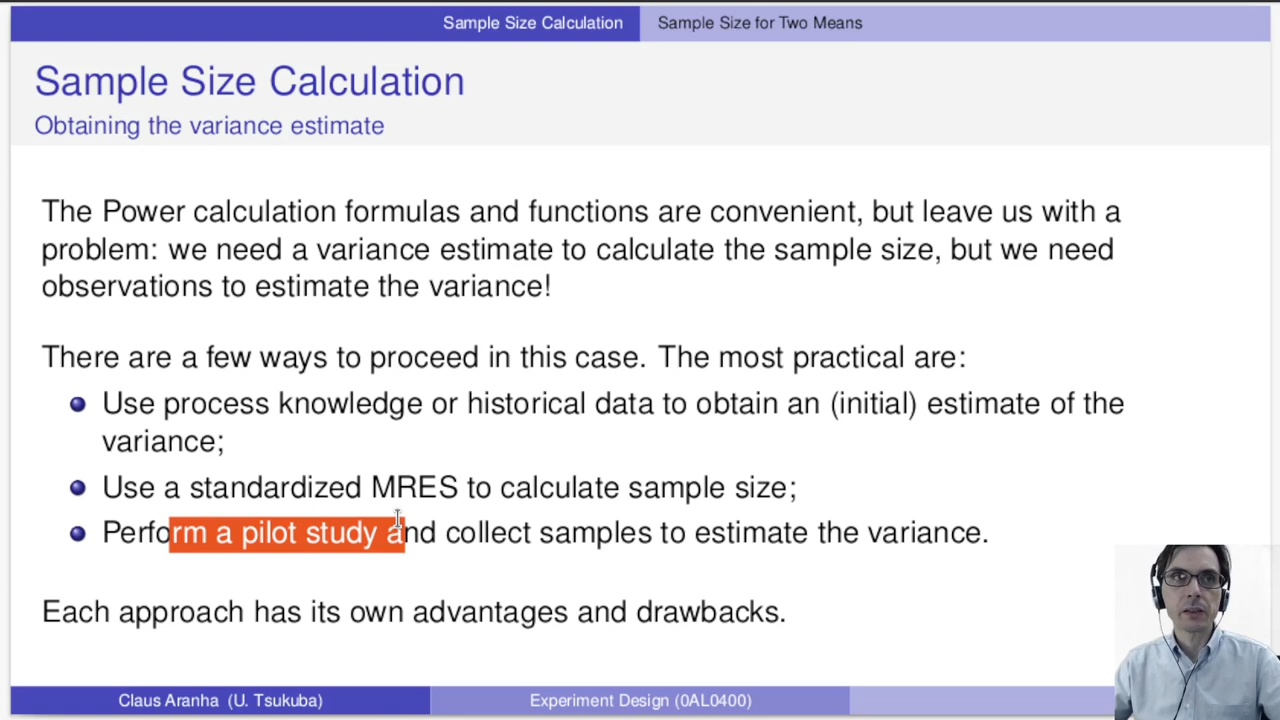 Sample Size Calculation Sample Size for Two Means
Sample Size Calculation
Obtaining the variance estimate
The Power calculation formulas and functions are convenient, but leave us with a
problem: we need a variance estimate to calculate the sample size, but we need
observations to estimate the variance!
There are a few ways to proceed in this case. The most practical are:
Use process knowledge or historical data to obtain an (initial) estimate of the
variance;
Use a standardized MRES to calculate sample size;
Perform a pilot study and collect samples to estimate the variance.
Each approach has its own advantages and drawbacks.
Claus Aranha (U. Tsukuba) Experiment Design (0AL0400)